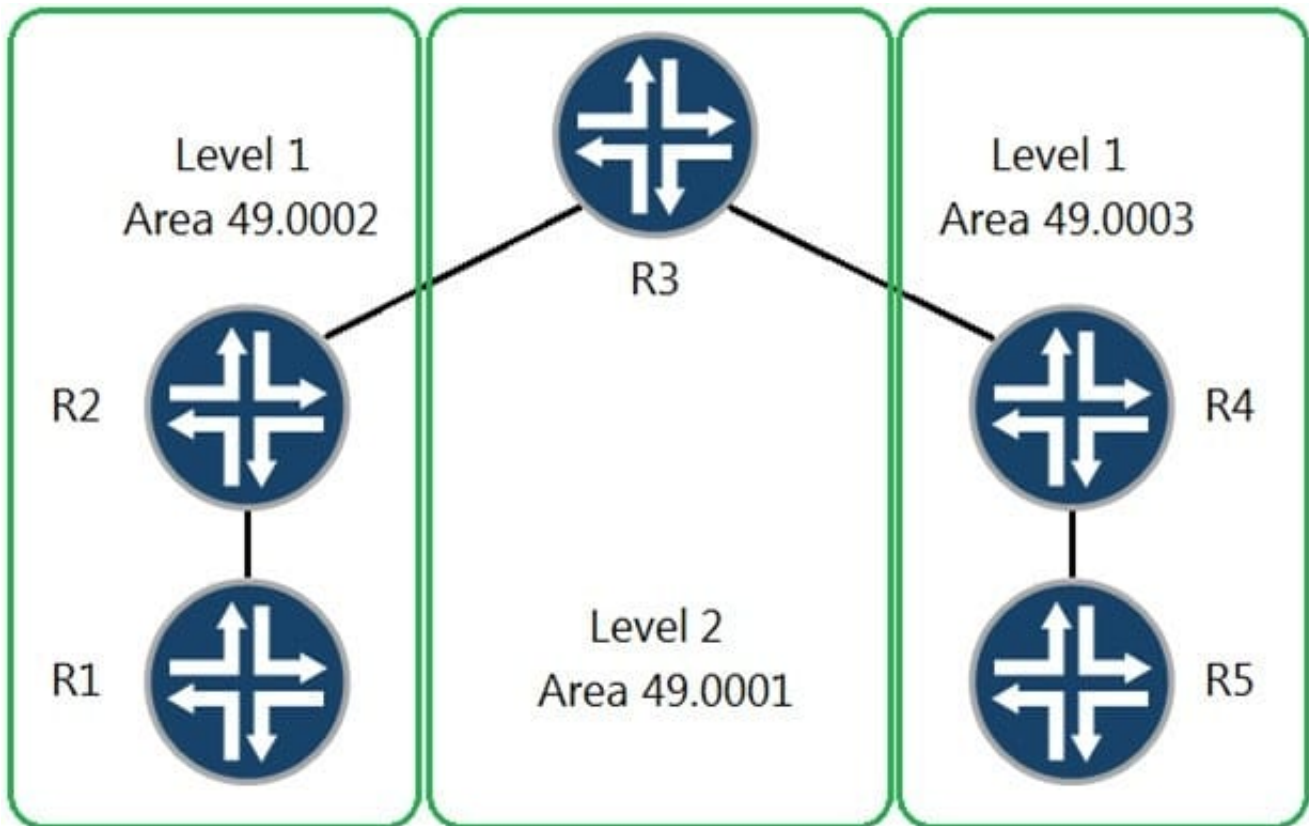 Level 1
Area 49.0002
Level 1
Area 49.0003
R3
R2
R4
R1
Level 2
Area 49.0001
R5